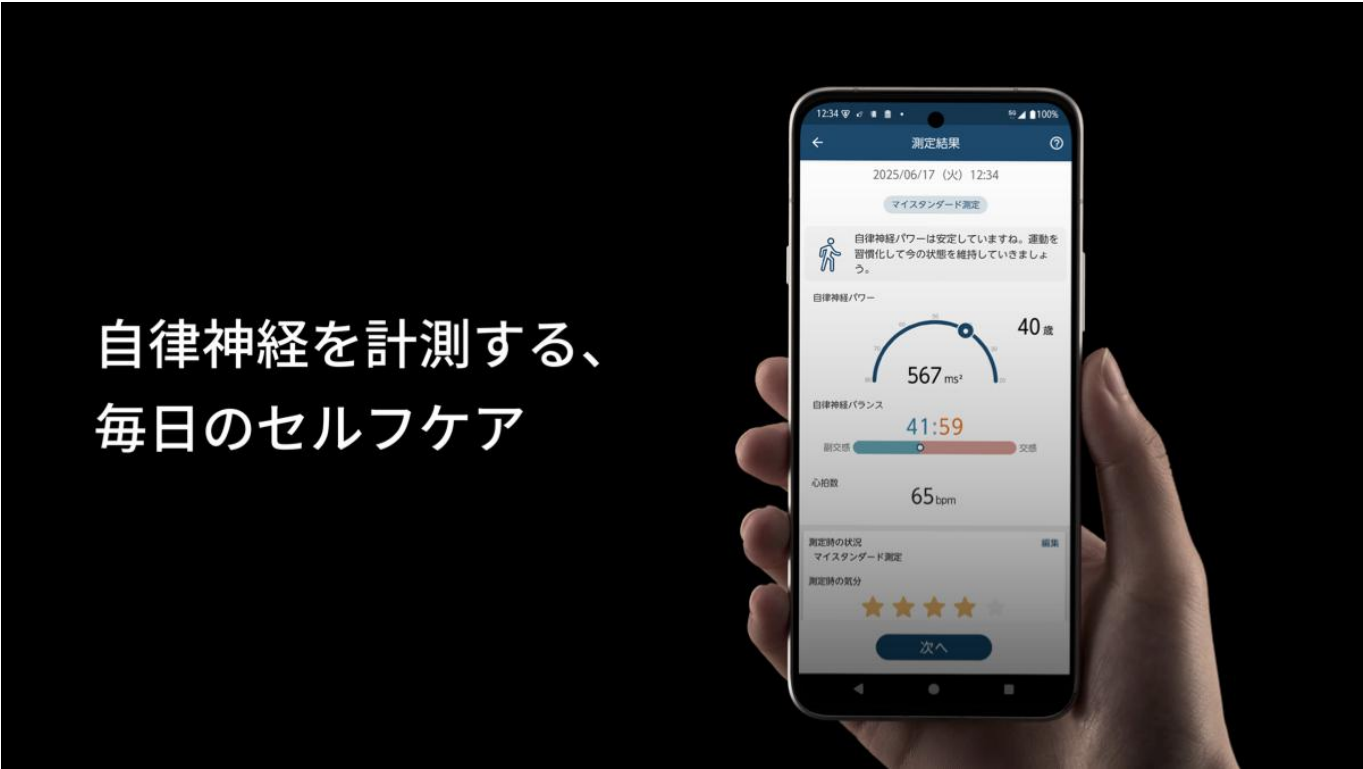 自律神経を計測する、
毎日のセルフケア
12:34
5G 100%
測定結果
2025/06/17（火）12:34
マイスタンダード測定
自律神経パワーは安定していますね。運動を
習慣化して今の状態を維持していきましょ
う。
自律神経パワー
40 歳
567 ms²
自律神経バランス
41:59
副交感 交感
心拍数
65 bpm
測定時の状況 編集
マイスタンダード測定
測定時の気分
次へ